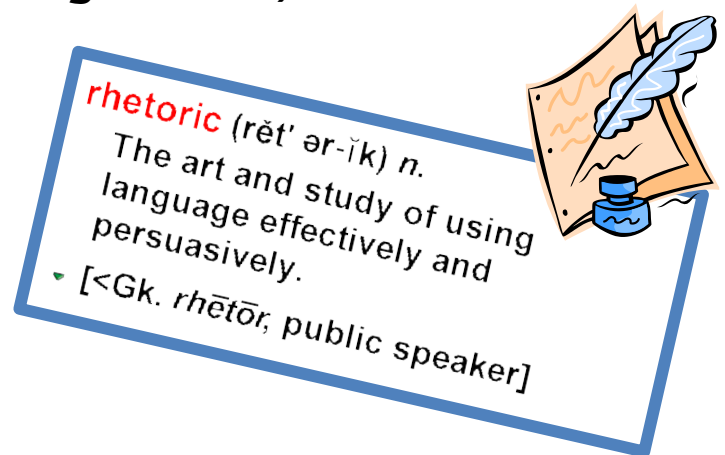 rhetoric (rĕt' ər-ĭk) n.
The art and study of using
language effectively and
persuasively.
[<Gk. rhētōr, public speaker]